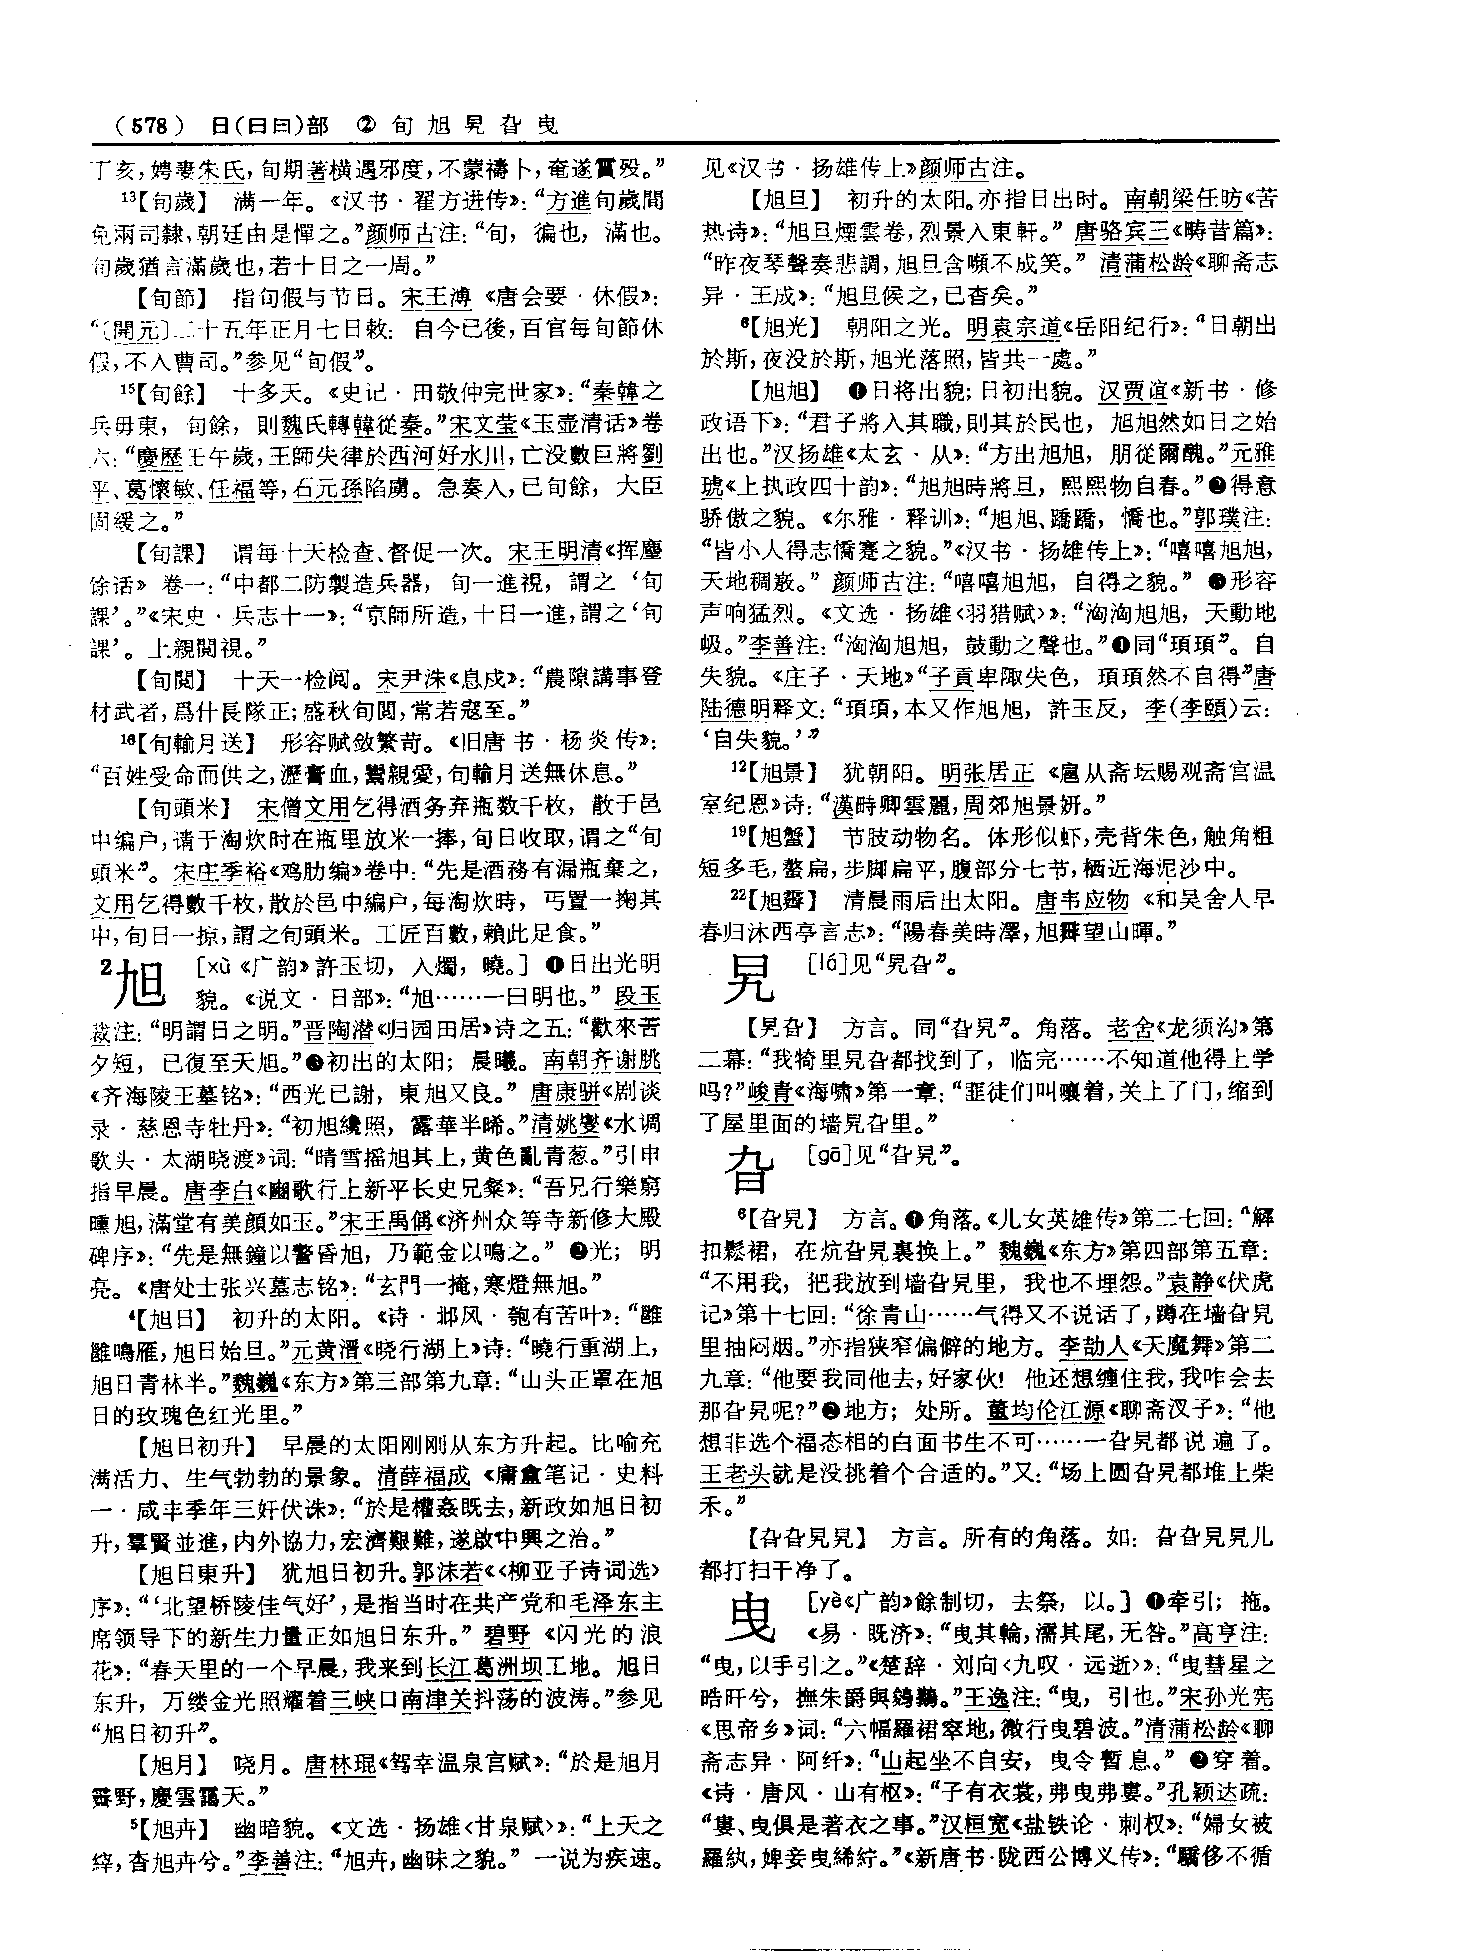 (578) 日(日曰)部 ② 旬旭旯旮曳
丁亥，娉妻朱氏，旬期著横遇邪度，不蒙禱卜，奄遂霣殁。”
¹³【旬歲】 满一年。《汉书·翟方进传》：“方進旬歲間
免兩司隸，朝廷由是憚之。”颜师古注：“旬，徧也，滿也。
旬歲猶言滿歲也，若十日之一周。”
【旬節】 指旬假与节日。宋王溥《唐会要·休假》：
“〔開元〕二十五年正月七日敕：自今已後，百官每旬節休
假，不入曹司。”参见“旬假”。
¹⁵【旬餘】 十多天。《史记·田敬仲完世家》：“秦韓之
兵毋東，旬餘，則魏氏轉韓從秦。”宋文莹《玉壶清话》卷
六：“慶歷壬午歲，王師失律於西河好水川，亡没數巨將劉
平、葛懷敏、任福等，石元孫陷虜。急奏入，已旬餘，大臣
固缓之。”
【旬課】 谓每十天检查、督促一次。宋王明清《挥麈
馀话》卷一：“中都二防製造兵器，旬一進視，謂之‘旬
課’。”《宋史·兵志十一》：“京師所造，十日一進，謂之‘旬
課’。上親閲視。”
【旬閲】 十天一检阅。宋尹洙《息戍》：“農隙講事登
材武者，爲什長隊正；盛秋旬閲，常若寇至。”
¹⁶【旬輸月送】 形容赋敛繁苛。《旧唐书·杨炎传》：
“百姓受命而供之，瀝膏血，鬻親愛，旬輸月送無休息。”
【旬頭米】 宋僧文用乞得酒务弃瓶数千枚，散于邑
中编户，请于淘炊时在瓶里放米一捧，旬日收取，谓之“旬
頭米”。宋庄季裕《鸡肋编》卷中：“先是酒務有漏瓶棄之，
文用乞得數千枚，散於邑中編户，每淘炊時，丐置一掬其
中，旬日一掠，謂之旬頭米。工匠百數，賴此足食。”
²旭 [xù《广韵》許玉切，入燭，曉。] ❶日出光明
貌。《说文·日部》：“旭……一曰明也。”段玉
裁注：“明謂日之明。”晋陶潜《归园田居》诗之五：“歡來苦
夕短，已復至天旭。”❷初出的太阳；晨曦。南朝齐谢朓
《齐海陵王墓铭》：“西光已謝，東旭又良。”唐康骈《剧谈
录·慈恩寺牡丹》：“初旭纔照，露華半晞。”清姚燮《水调
歌头·太湖晓渡》词：“晴雪摇旭其上，黄色亂青葱。”引申
指早晨。唐李白《豳歌行上新平长史兄粲》：“吾兄行樂窮
曛旭，滿堂有美顔如玉。”宋王禹偁《济州众等寺新修大殿
碑序》：“先是無鐘以警昏旭，乃範金以鳴之。”❸光；明
亮。《唐处士张兴墓志铭》：“玄門一掩，寒燈無旭。”
⁴【旭日】 初升的太阳。《诗·邶风·匏有苦叶》：“雝
雝鳴雁，旭日始旦。”元黄溍《晓行湖上》诗：“曉行重湖上，
旭日青林半。”魏巍《东方》第三部第九章：“山头正罩在旭
日的玫瑰色红光里。”
【旭日初升】 早晨的太阳刚刚从东方升起。比喻充
满活力、生气勃勃的景象。清薛福成《庸盦笔记·史料
一·咸丰季年三奸伏诛》：“於是權姦既去，新政如旭日初
升，羣賢並進，内外協力，宏濟艱難，遂啟中興之治。”
【旭日東升】 犹旭日初升。郭沫若《〈柳亚子诗词选〉
序》：“‘北望桥陵佳气好’，是指当时在共产党和毛泽东主
席领导下的新生力量正如旭日东升。”碧野《闪光的浪
花》：“春天里的一个早晨，我来到长江葛洲坝工地。旭日
东升，万缕金光照耀着三峡口南津关抖荡的波涛。”参见
“旭日初升”。
【旭月】 晓月。唐林琨《驾幸温泉宫赋》：“於是旭月
霽野，慶雲靄天。”
⁵【旭卉】 幽暗貌。《文选·扬雄〈甘泉赋〉》：“上天之
縡，杳旭卉兮。”李善注：“旭卉，幽昧之貌。”一说为疾速。
见《汉书·扬雄传上》颜师古注。
【旭旦】 初升的太阳。亦指日出时。南朝梁任昉《苦
热诗》：“旭旦煙雲卷，烈景入東軒。”唐骆宾王《畴昔篇》：
“昨夜琴聲奏悲調，旭旦含嚬不成笑。”清蒲松龄《聊斋志
异·王成》：“旭旦候之，已杳矣。”
⁶【旭光】 朝阳之光。明袁宗道《岳阳纪行》：“日朝出
於斯，夜没於斯，旭光落照，皆共一處。”
【旭旭】 ❶日将出貌；日初出貌。汉贾谊《新书·修
政语下》：“君子將入其職，則其於民也，旭旭然如日之始
出也。”汉扬雄《太玄·从》：“方出旭旭，朋從爾醜。”元雅
琥《上执政四十韵》：“旭旭時將旦，熙熙物自春。”❷得意
骄傲之貌。《尔雅·释训》：“旭旭、蹻蹻，憍也。”郭璞注：
“皆小人得志憍蹇之貌。”《汉书·扬雄传上》：“嘻嘻旭旭，
天地稠㟼。”颜师古注：“嘻嘻旭旭，自得之貌。”❸形容
声响猛烈。《文选·扬雄〈羽猎赋〉》：“洶洶旭旭，天動地
岋。”李善注：“洶洶旭旭，鼓動之聲也。”❹同“頊頊”。自
失貌。《庄子·天地》“子貢卑陬失色，頊頊然不自得”唐
陆德明释文：“頊頊，本又作旭旭，許玉反，李(李頤)云：
‘自失貌。’”
¹²【旭景】 犹朝阳。明张居正《扈从斋坛赐观斋宫温
室纪恩》诗：“漢時卿雲麗，周郊旭景妍。”
¹⁹【旭蟹】 节肢动物名。体形似虾，壳背朱色，触角粗
短多毛，螯扁，步脚扁平，腹部分七节，栖近海泥沙中。
²²【旭霽】 清晨雨后出太阳。唐韦应物《和吴舍人早
春归沐西亭言志》：“陽春美時澤，旭霽望山暉。”
旯 [lá]见“旯旮”。
【旯旮】 方言。同“旮旯”。角落。老舍《龙须沟》第
二幕：“我犄里旯旮都找到了，临完……不知道他得上学
吗？”峻青《海啸》第一章：“匪徒们叫嚷着，关上了门，缩到
了屋里面的墙旯旮里。”
旮 [gā]见“旮旯”。
⁶【旮旯】 方言。❶角落。《儿女英雄传》第二七回：“解
扣鬆裙，在炕旮旯裏换上。”魏巍《东方》第四部第五章：
“不用我，把我放到墙旮旯里，我也不埋怨。”袁静《伏虎
记》第十七回：“徐青山……气得又不说话了，蹲在墙旮旯
里抽闷烟。”亦指狭窄偏僻的地方。李劼人《天魔舞》第二
九章：“他要我同他去，好家伙！他还想缠住我，我咋会去
那旮旯呢？”❷地方；处所。董均伦江源《聊斋汊子》：“他
想非选个福态相的白面书生不可……一旮旯都说遍了。
王老头就是没挑着个合适的。”又：“场上圆旮旯都堆上柴
禾。”
【旮旮旯旯】 方言。所有的角落。如：旮旮旯旯儿
都打扫干净了。
曳 [yè《广韵》餘制切，去祭，以。] ❶牵引；拖。
《易·既济》：“曳其輪，濡其尾，无咎。”高亨注：
“曳，以手引之。”《楚辞·刘向〈九叹·远逝〉》：“曳彗星之
晧旰兮，撫朱爵與鵔鸃。”王逸注：“曳，引也。”宋孙光宪
《思帝乡》词：“六幅羅裙窣地，微行曳碧波。”清蒲松龄《聊
斋志异·阿纤》：“山起坐不自安，曳令暫息。”❷穿着。
《诗·唐风·山有枢》：“子有衣裳，弗曳弗婁。”孔颖达疏：
“婁、曳俱是著衣之事。”汉桓宽《盐铁论·刺权》：“婦女被
羅紈，婢妾曳絺紵。”《新唐书·陇西公博义传》：“驕侈不循